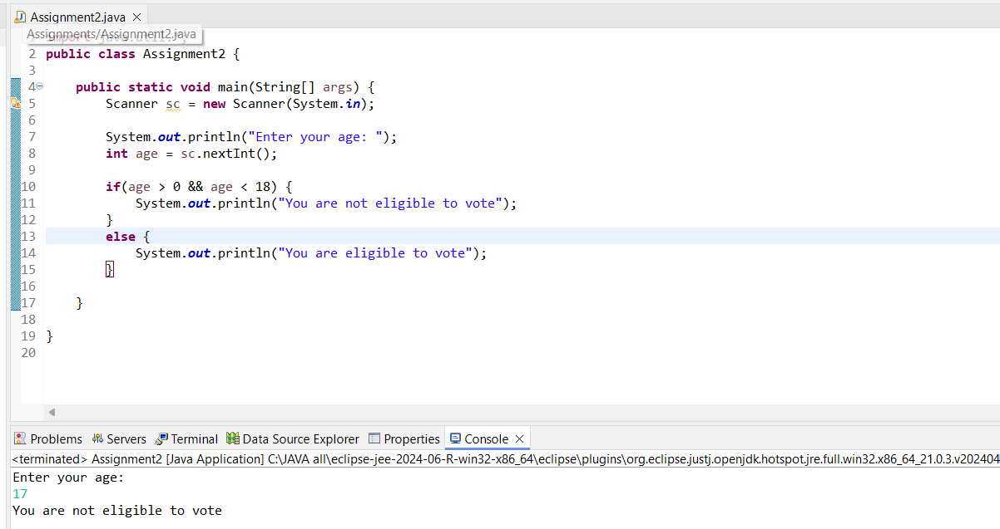 Assignment2.java
Assignments/Assignment2.java
2 public class Assignment2 {
3
4 public static void main(String[] args) {
5 Scanner sc = new Scanner(System.in);
6
7 System.out.println("Enter your age: ");
8 int age = sc.nextInt();
9
10 if(age > 0 && age < 18) {
11 System.out.println("You are not eligible to vote");
12 }
13 else {
14 System.out.println("You are eligible to vote");
15 }
16
17 }
18
19 }
20
Problems Servers Terminal Data Source Explorer Properties Console
<terminated> Assignment2 [Java Application] C:\JAVA all\eclipse-jee-2024-06-R-win32-x86_64\eclipse\plugins\org.eclipse.justj.openjdk.hotspot.jre.full.win32.x86_64_21.0.3.v202404
Enter your age:
17
You are not eligible to vote